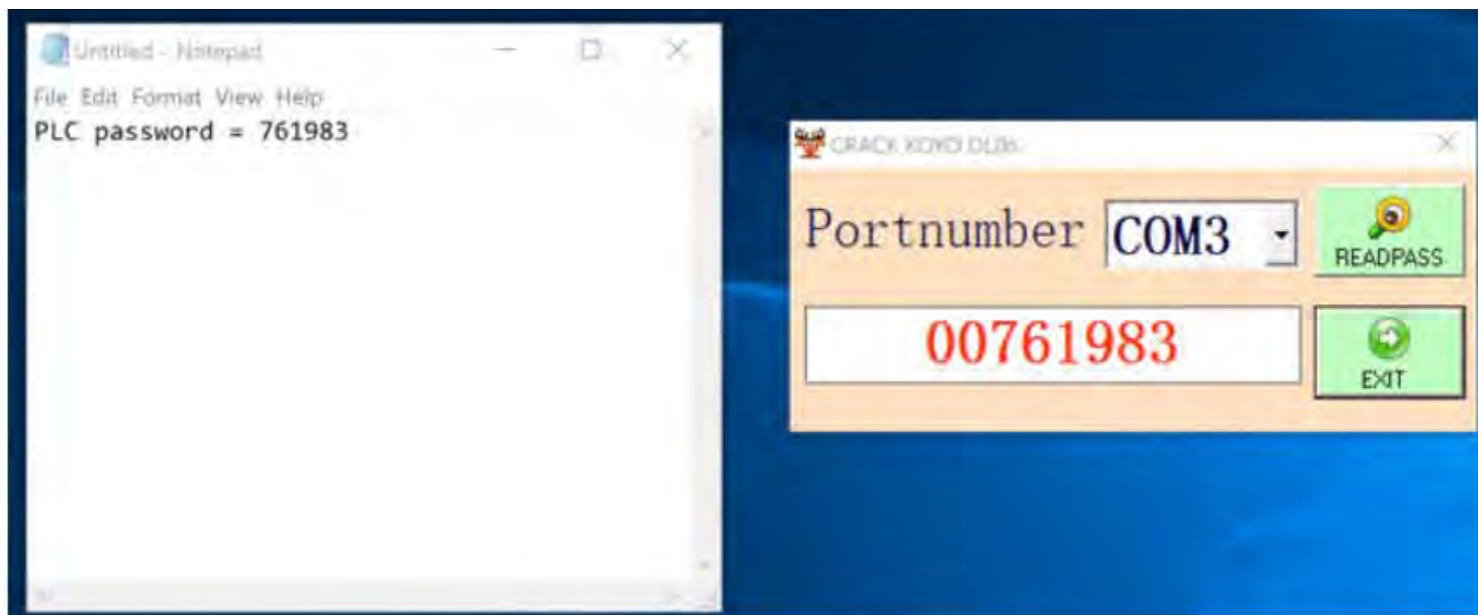 Untitled - Notepad
File Edit Format View Help
PLC password = 761983
CRACK KOYO DL06
Portnumber COM3
READPASS
00761983
EXIT